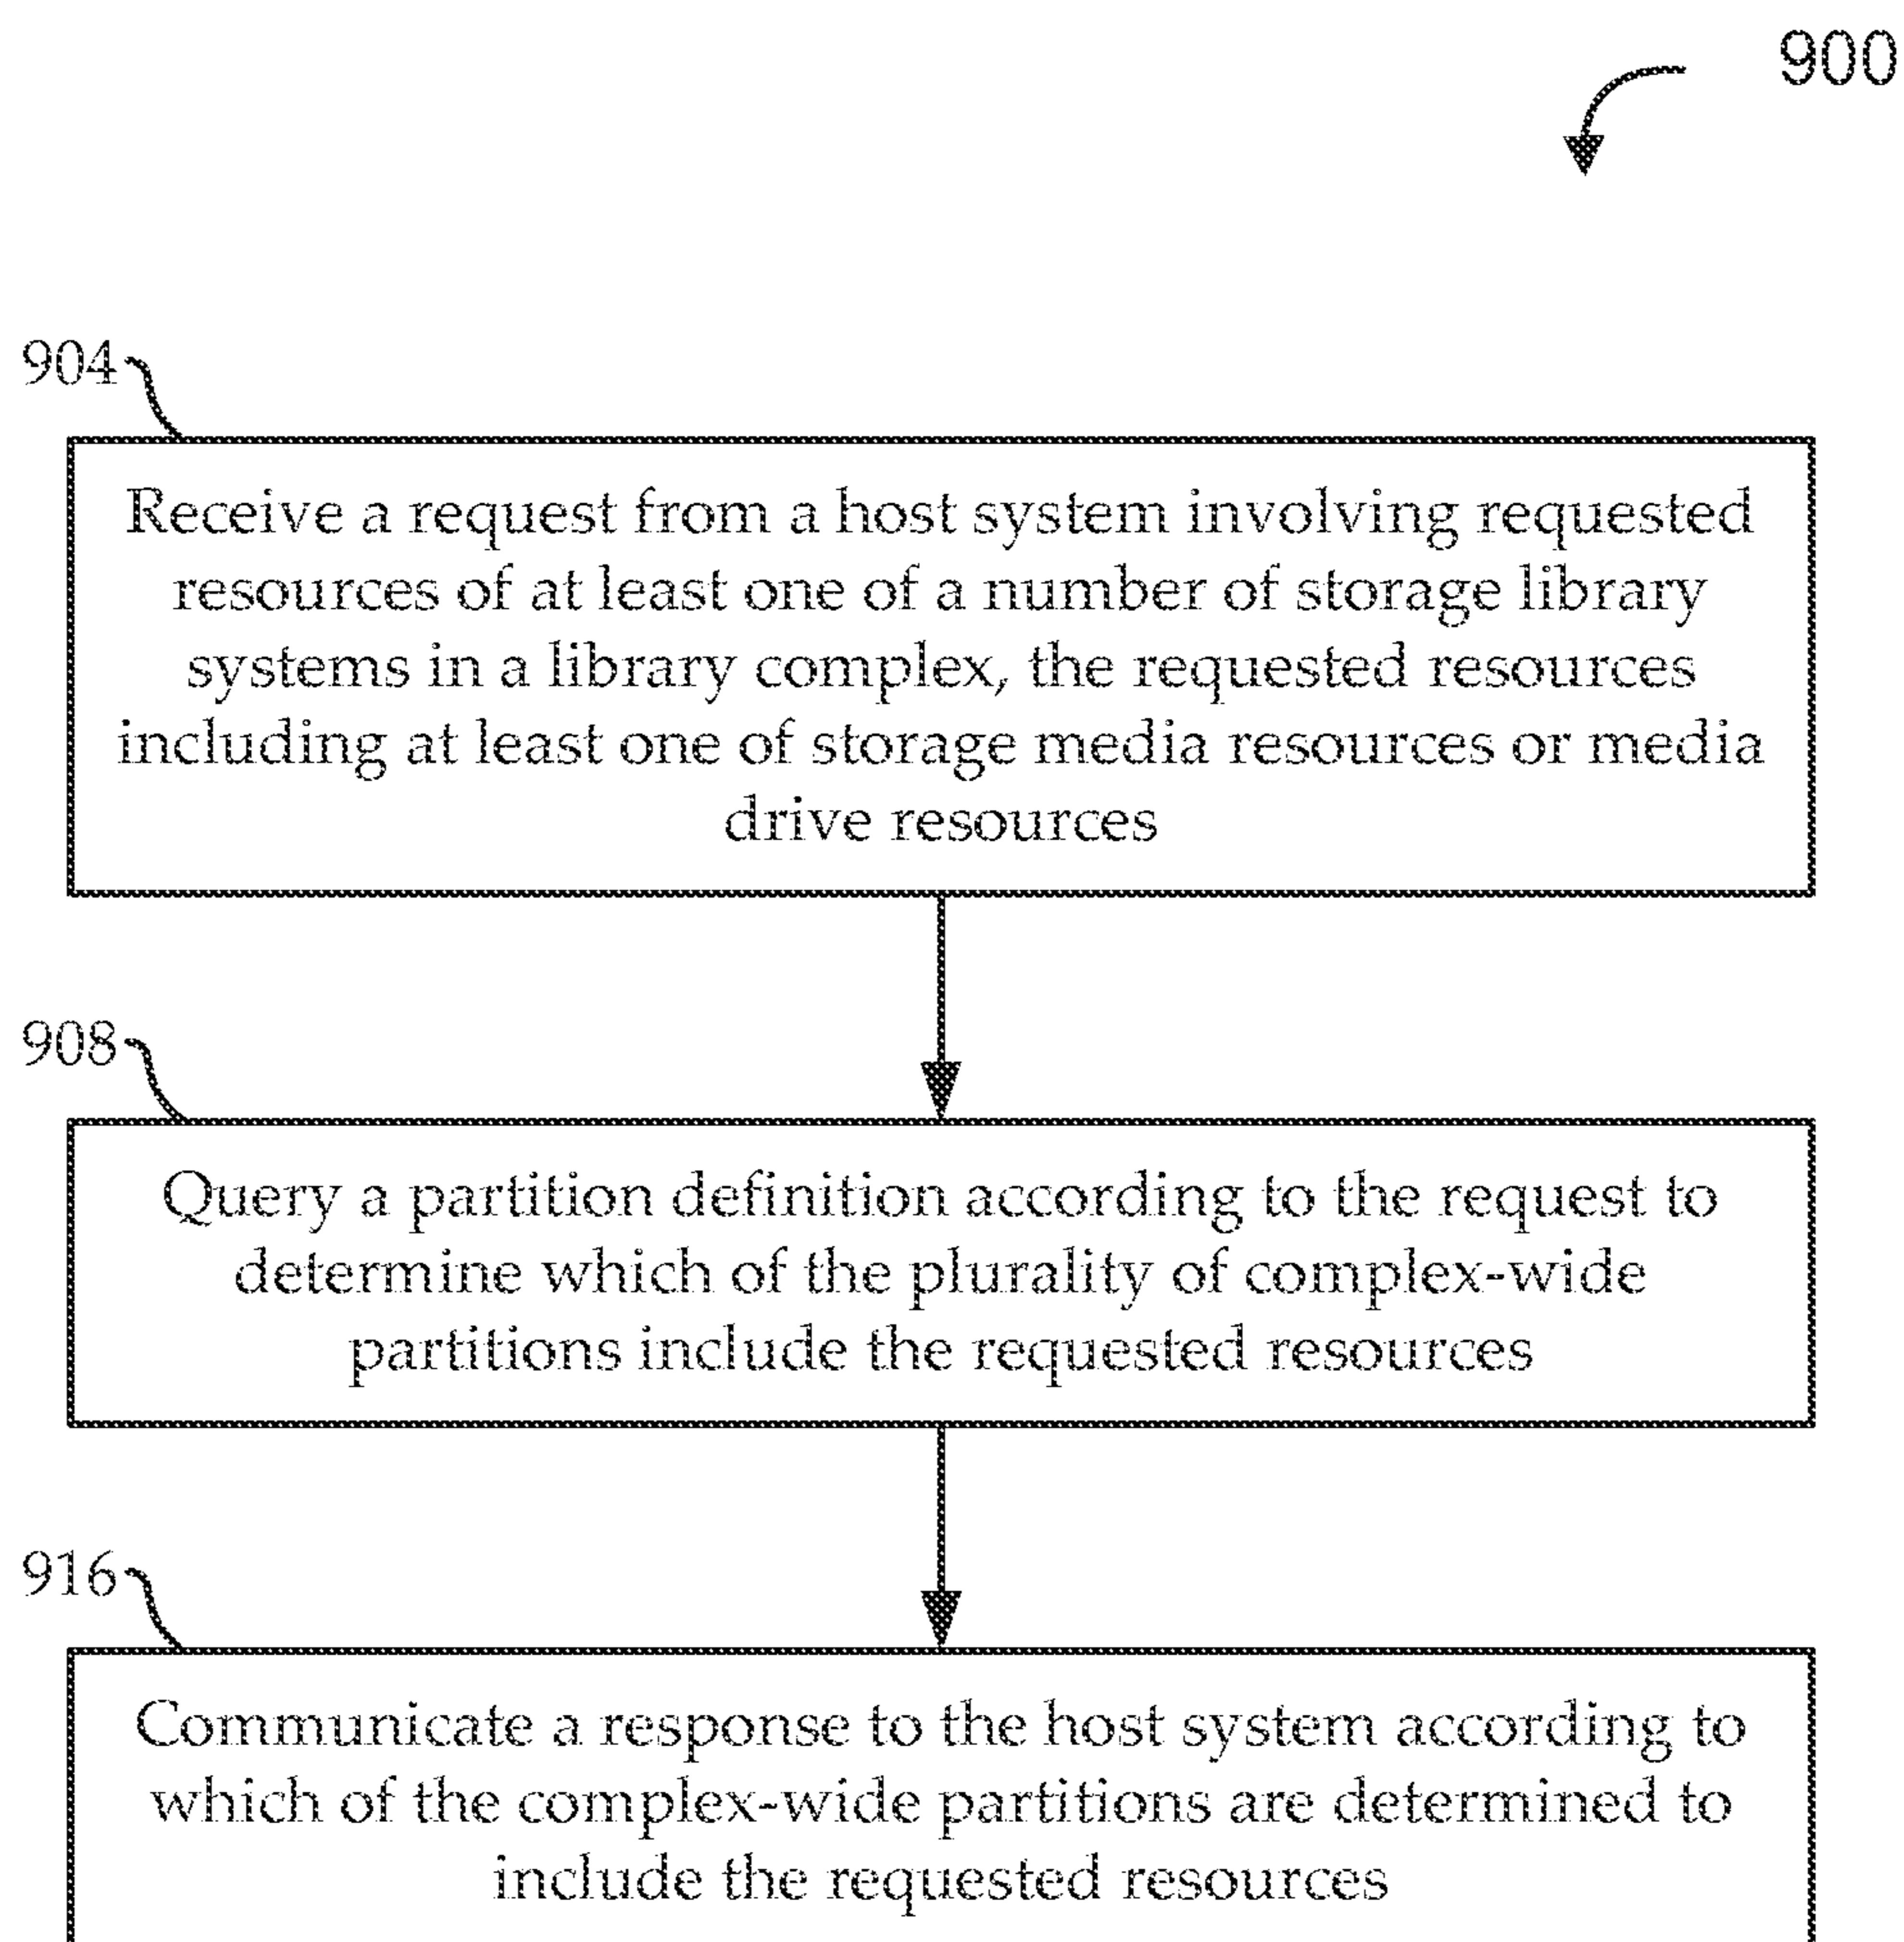 900
904
Receive a request from a host system involving requested
resources of at least one of a number of storage library
systems in a library complex, the requested resources
including at least one of storage media resources or media
drive resources
908
Query a partition definition according to the request to
determine which of the plurality of complex-wide
partitions include the requested resources
916
Communicate a response to the host system according to
which of the complex-wide partitions are determined to
include the requested resources